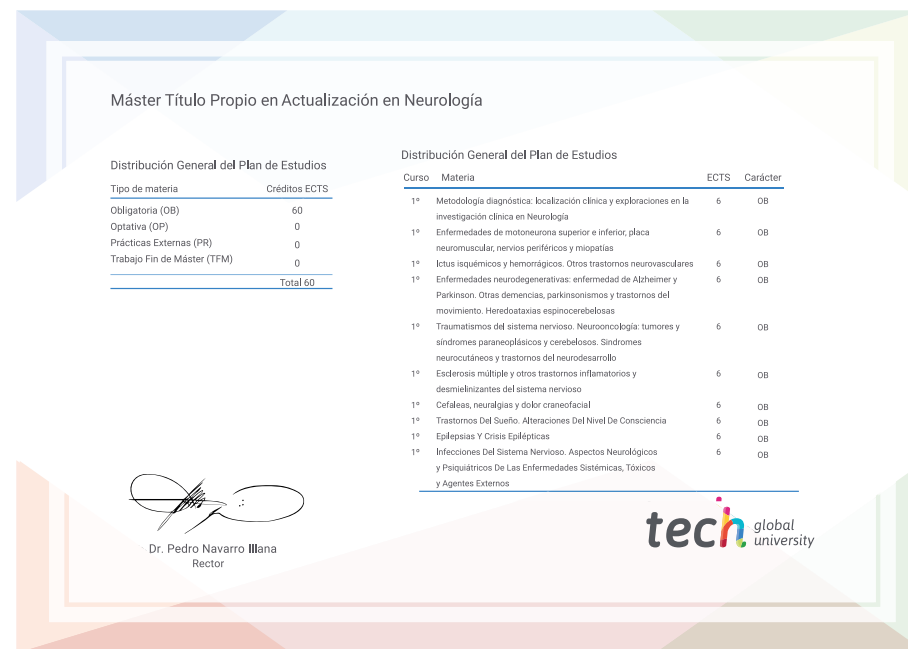 Máster Título Propio en Actualización en Neurología
Distribución General del Plan de Estudios
Tipo de materia Créditos ECTS
Obligatoria (OB) 60
Optativa (OP) 0
Prácticas Externas (PR) 0
Trabajo Fin de Máster (TFM) 0
Total 60
Distribución General del Plan de Estudios
Curso Materia ECTS Carácter
1º Metodología diagnóstica: localización clínica y exploraciones en la 6 OB
investigación clínica en Neurología
1º Enfermedades de motoneurona superior e inferior, placa 6 OB
neuromuscular, nervios periféricos y miopatías
1º Ictus isquémicos y hemorrágicos. Otros trastornos neurovasculares 6 OB
1º Enfermedades neurodegenerativas: enfermedad de Alzheimer y 6 OB
Parkinson. Otras demencias, parkinsonismos y trastornos del
movimiento. Heredoataxias espinocerebelosas
1º Traumatismos del sistema nervioso. Neurooncología: tumores y 6 OB
síndromes paraneoplásicos y cerebelosos. Sindromes
neurocutáneos y trastornos del neurodesarrollo
1º Esclerosis múltiple y otros trastornos inflamatorios y 6 OB
desmielinizantes del sistema nervioso
1º Cefaleas, neuralgias y dolor craneofacial 6 OB
1º Trastornos Del Sueño. Alteraciones Del Nivel De Consciencia 6 OB
1º Epilepsias Y Crisis Epilépticas 6 OB
1º Infecciones Del Sistema Nervioso. Aspectos Neurológicos 6 OB
y Psiquiátricos De Las Enfermedades Sistémicas, Tóxicos
y Agentes Externos
Dr. Pedro Navarro Illana
Rector
tech global
university